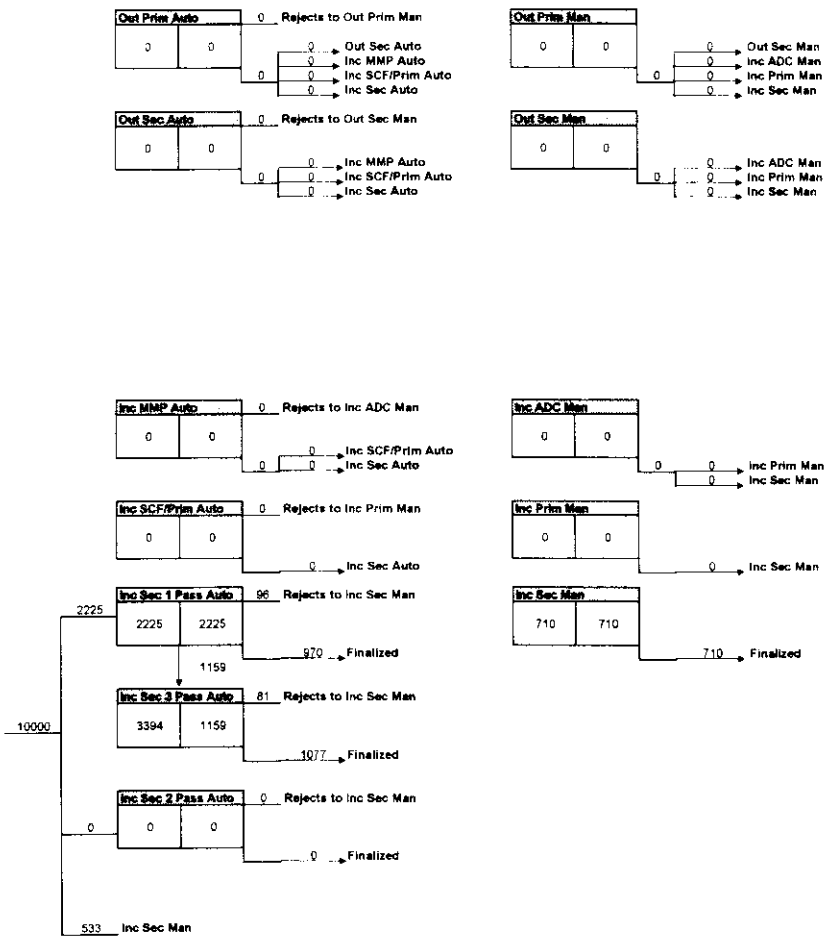 Out Prim Auto 0 Rejects to Out Prim Man
0 0
0 Out Sec Auto
0 Inc MMP Auto
0 0 Inc SCF/Prim Auto
0 Inc Sec Auto
Out Prim Man
0 0
0 Out Sec Man
0 Inc ADC Man
0 0 Inc Prim Man
0 Inc Sec Man
Out Sec Auto 0 Rejects to Out Sec Man
0 0
0 Inc MMP Auto
0 0 Inc SCF/Prim Auto
0 Inc Sec Auto
Out Sec Man
0 0
0 Inc ADC Man
0 0 Inc Prim Man
0 Inc Sec Man
Inc MMP Auto 0 Rejects to Inc ADC Man
0 0
0 Inc SCF/Prim Auto
0 0 Inc Sec Auto
Inc ADC Man
0 0
0 0 Inc Prim Man
0 Inc Sec Man
Inc SCF/Prim Auto 0 Rejects to Inc Prim Man
0 0
0 Inc Sec Auto
Inc Prim Man
0 0
0 Inc Sec Man
2225
Inc Sec 1 Pass Auto 96 Rejects to Inc Sec Man
2225 2225
970 Finalized
1159
Inc Sec Man
710 710
710 Finalized
10000
Inc Sec 3 Pass Auto 81 Rejects to Inc Sec Man
3394 1159
1077 Finalized
Inc Sec 2 Pass Auto 0 Rejects to Inc Sec Man
0 0 0
0 Finalized
533 Inc Sec Man